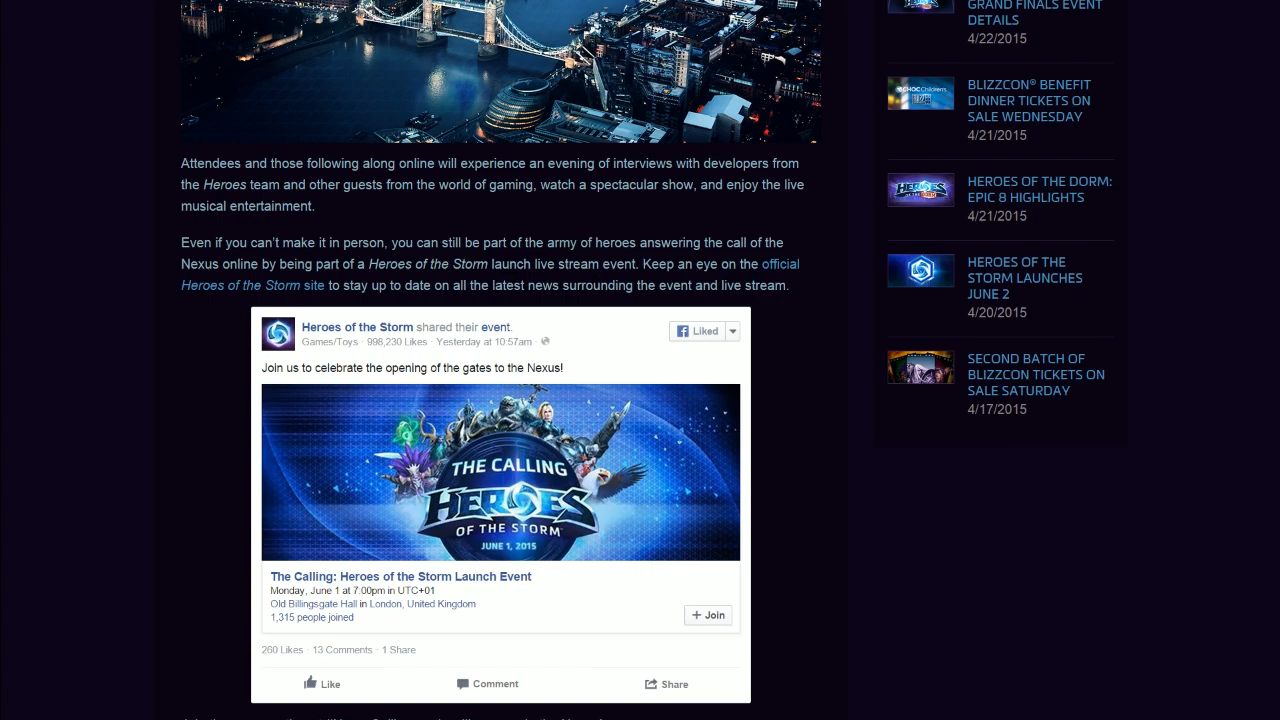 Attendees and those following along online will experience an evening of interviews with developers from
the Heroes team and other guests from the world of gaming, watch a spectacular show, and enjoy the live
musical entertainment.
Even if you can't make it in person, you can still be part of the army of heroes answering the call of the
Nexus online by being part of a Heroes of the Storm launch live stream event. Keep an eye on the official
Heroes of the Storm site to stay up to date on all the latest news surrounding the event and live stream.
Heroes of the Storm shared their event.
Games/Toys · 998,230 Likes · Yesterday at 10:57am ·
Liked
Join us to celebrate the opening of the gates to the Nexus!
THE CALLING
HEROES
OF THE STORM
JUNE 1, 2015
The Calling: Heroes of the Storm Launch Event
Monday, June 1 at 7:00pm in UTC+01
Old Billingsgate Hall in London, United Kingdom
1,315 people joined
+ Join
260 Likes · 13 Comments · 1 Share
Like
Comment
Share
GRAND FINALS EVENT
DETAILS
4/22/2015
BLIZZCON® BENEFIT
DINNER TICKETS ON
SALE WEDNESDAY
4/21/2015
HEROES
HEROES OF THE DORM:
EPIC 8 HIGHLIGHTS
4/21/2015
HEROES OF THE
STORM LAUNCHES
JUNE 2
4/20/2015
SECOND BATCH OF
BLIZZCON TICKETS ON
SALE SATURDAY
4/17/2015